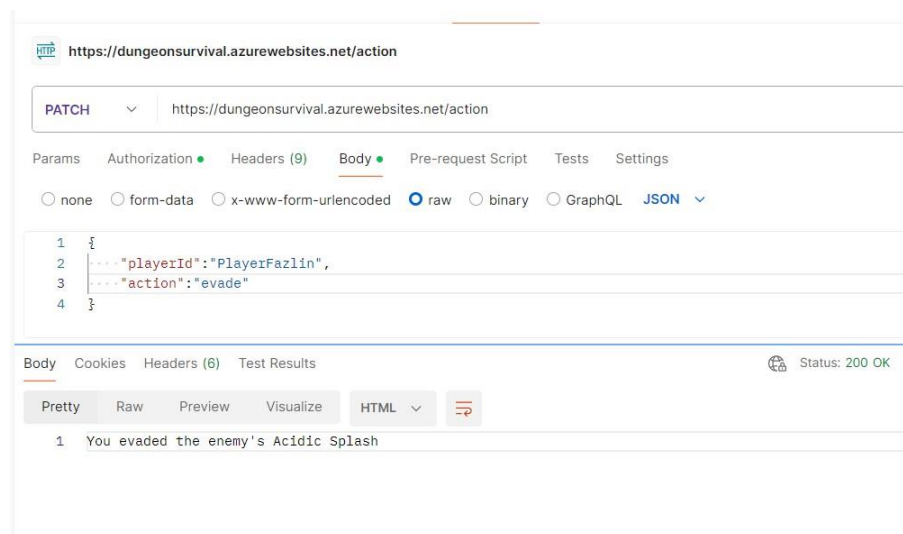 HTTP https://dungeonsurvival.azurewebsites.net/action
PATCH https://dungeonsurvival.azurewebsites.net/action
Params Authorization Headers (9) Body Pre-request Script Tests Settings
none form-data x-www-form-urlencoded raw binary GraphQL JSON
1 {
2 "playerId":"PlayerFazlin",
3 "action":"evade"
4 }
Body Cookies Headers (6) Test Results Status: 200 OK
Pretty Raw Preview Visualize HTML
1 You evaded the enemy's Acidic Splash